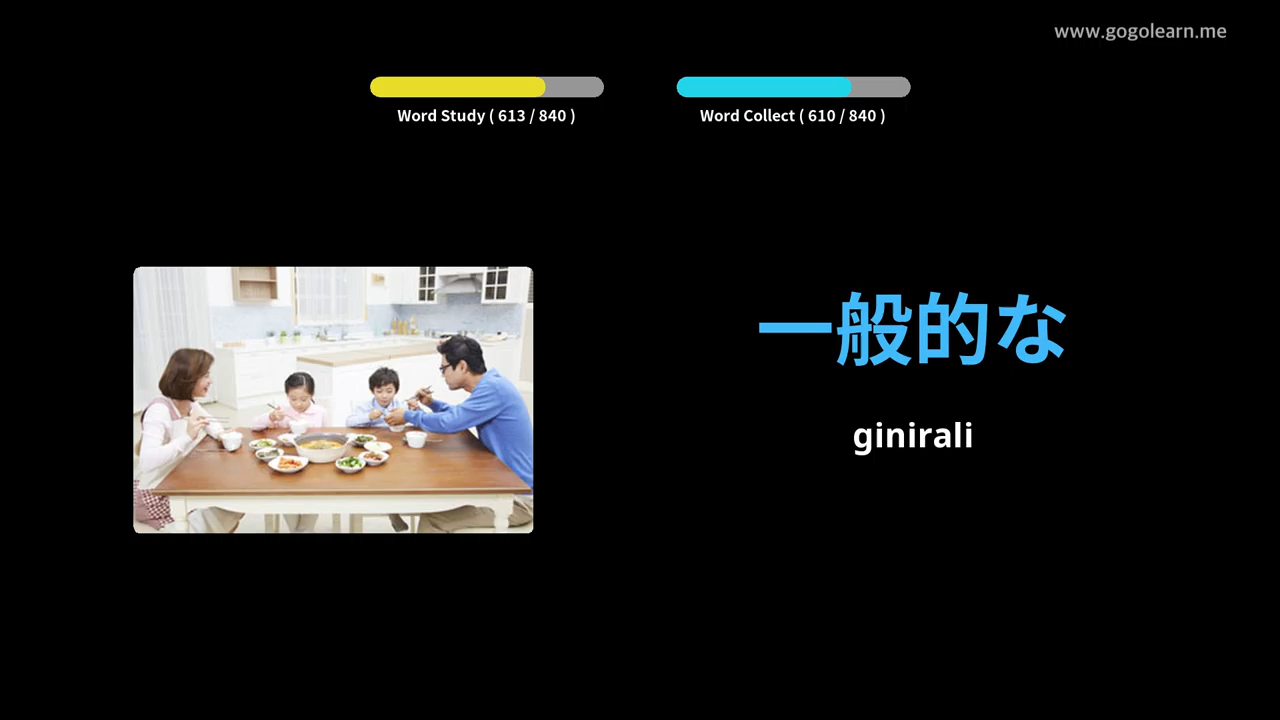 www.gogolearn.me
Word Study ( 613 / 840 )
Word Collect ( 610 / 840 )
一般的な
ginirali